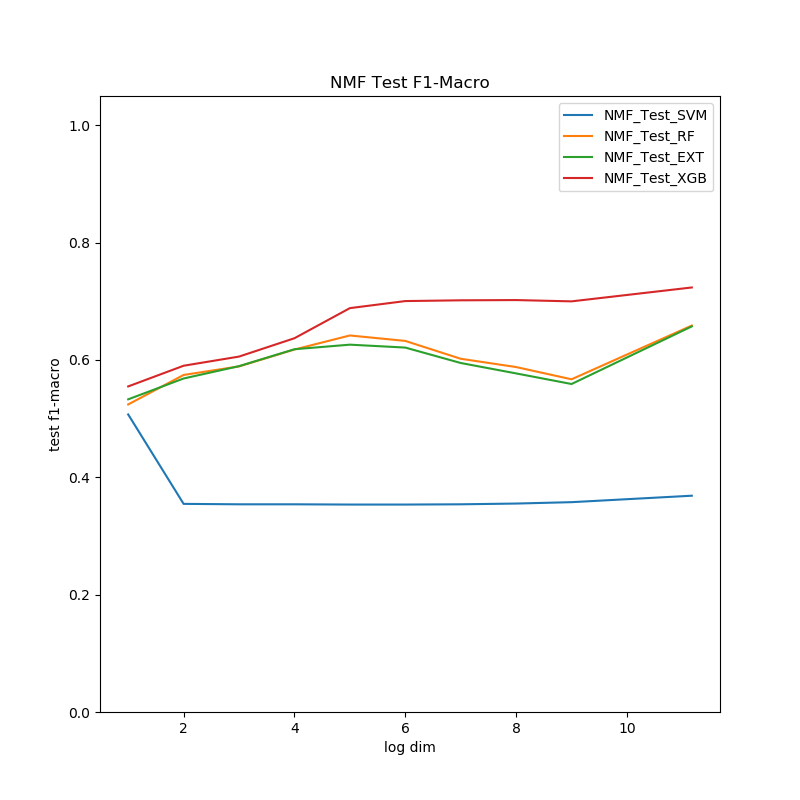 NMF Test F1-Macro
NMF_Test_SVM
NMF_Test_RF
NMF_Test_EXT
NMF_Test_XGB
1.0
0.8
0.6
0.4
0.2
0.0
test f1-macro
2 4 6 8 10
log dim